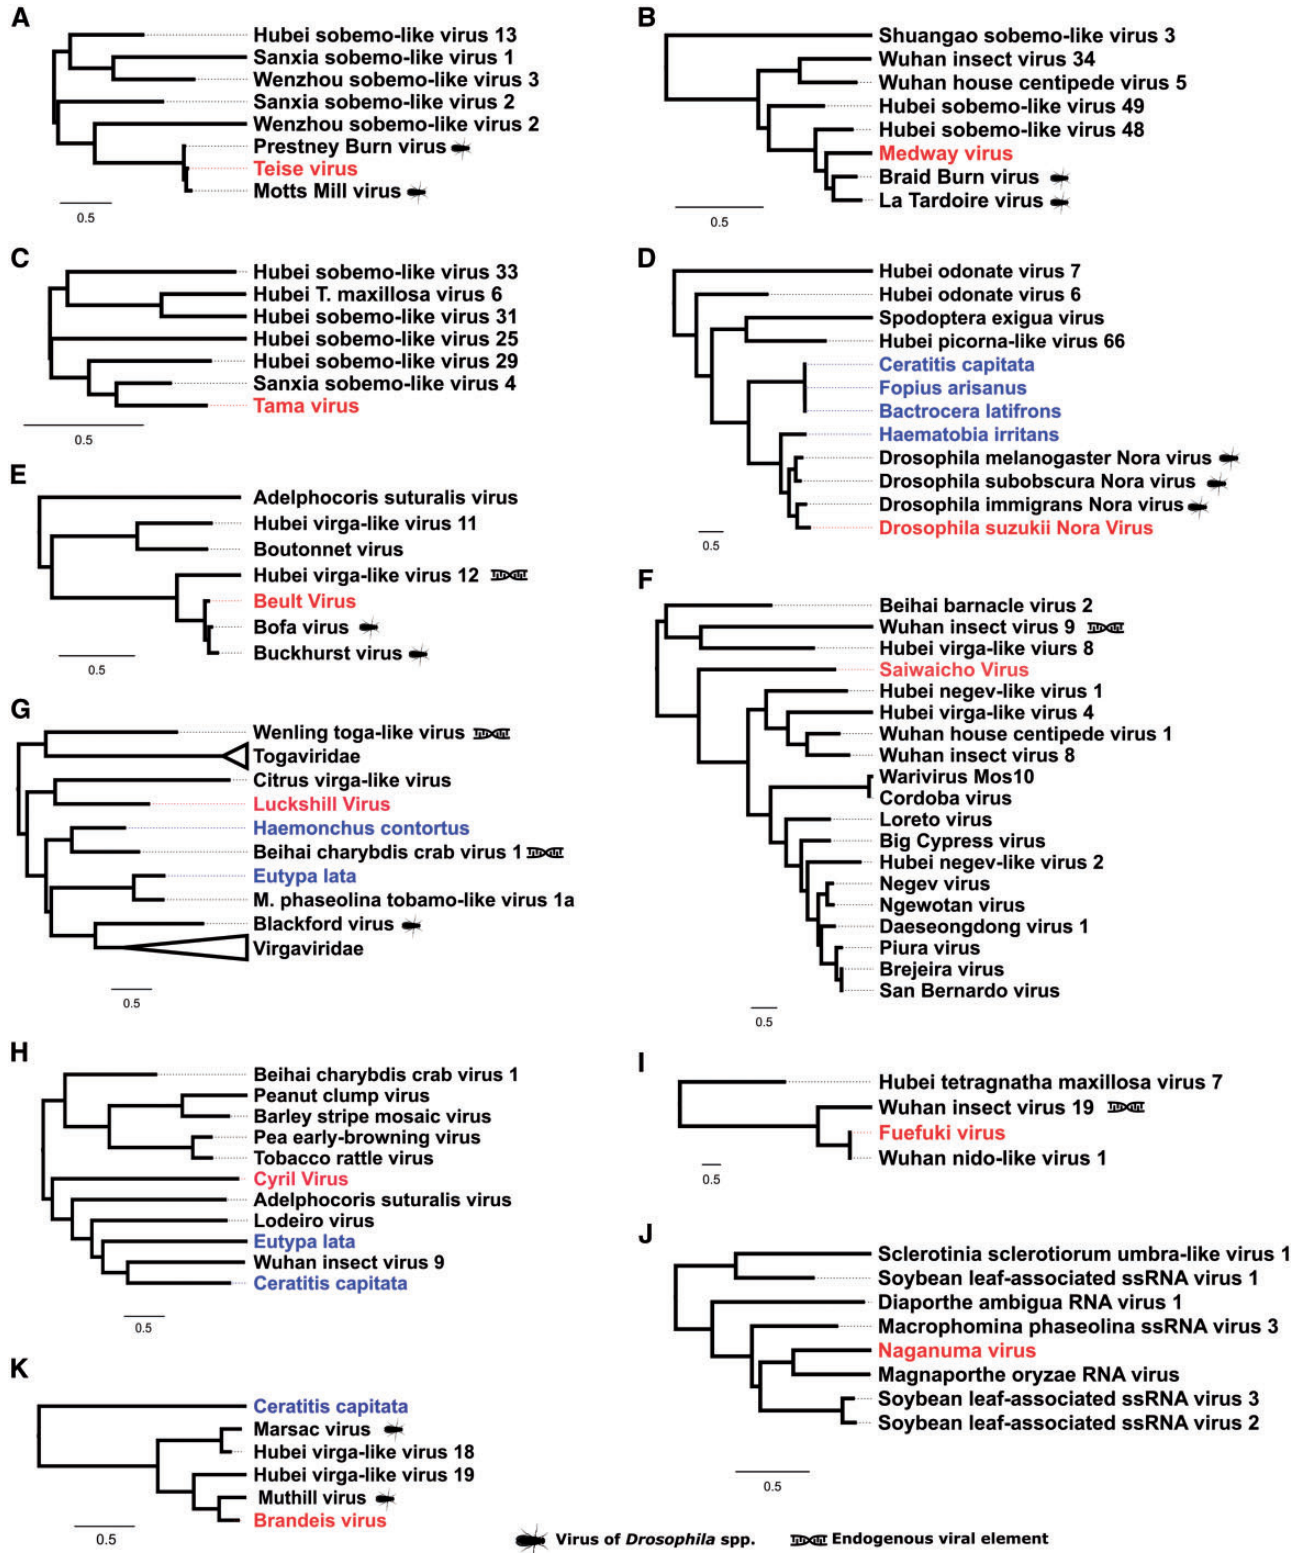 A
Hubei sobemo-like virus 13
Sanxia sobemo-like virus 1
Wenzhou sobemo-like virus 3
Sanxia sobemo-like virus 2
Wenzhou sobemo-like virus 2
Prestney Burn virus
Teise virus
Motts Mill virus
0.5
B
Shuangao sobemo-like virus 3
Wuhan insect virus 34
Wuhan house centipede virus 5
Hubei sobemo-like virus 49
Hubei sobemo-like virus 48
Medway virus
Braid Burn virus
La Tardoire virus
0.5
C
Hubei sobemo-like virus 33
Hubei T. maxillosa virus 6
Hubei sobemo-like virus 31
Hubei sobemo-like virus 25
Hubei sobemo-like virus 29
Sanxia sobemo-like virus 4
Tama virus
0.5
D
Hubei odonate virus 7
Hubei odonate virus 6
Spodoptera exigua virus
Hubei picorna-like virus 66
Ceratitis capitata
Fopius arisanus
Bactrocera latifrons
Haematobia irritans
Drosophila melanogaster Nora virus
Drosophila subobscura Nora virus
Drosophila immigrans Nora virus
Drosophila suzukii Nora Virus
0.5
E
Adelphocoris suturalis virus
Hubei virga-like virus 11
Boutonnet virus
Hubei virga-like virus 12
Beult Virus
Bofa virus
Buckhurst virus
0.5
F
Beihai barnacle virus 2
Wuhan insect virus 9
Hubei virga-like viurs 8
Saiwaicho Virus
Hubei negev-like virus 1
Hubei virga-like virus 4
Wuhan house centipede virus 1
Wuhan insect virus 8
Warivirus Mos10
Cordoba virus
Loreto virus
Big Cypress virus
Hubei negev-like virus 2
Negev virus
Ngewotan virus
Daeseongdong virus 1
Piura virus
Brejeira virus
San Bernardo virus
0.5
G
Wenling toga-like virus
Togaviridae
Citrus virga-like virus
Luckshill Virus
Haemonchus contortus
Beihai charybdis crab virus 1
Eutypa lata
M. phaseolina tobamo-like virus 1a
Blackford virus
Virgaviridae
0.5
H
Beihai charybdis crab virus 1
Peanut clump virus
Barley stripe mosaic virus
Pea early-browning virus
Tobacco rattle virus
Cyril Virus
Adelphocoris suturalis virus
Lodeiro virus
Eutypa lata
Wuhan insect virus 9
Ceratitis capitata
0.5
I
Hubei tetragnatha maxillosa virus 7
Wuhan insect virus 19
Fuefuki virus
Wuhan nido-like virus 1
0.5
J
Sclerotinia sclerotiorum umbra-like virus 1
Soybean leaf-associated ssRNA virus 1
Diaporthe ambigua RNA virus 1
Macrophomina phaseolina ssRNA virus 3
Naganuma virus
Magnaporthe oryzae RNA virus
Soybean leaf-associated ssRNA virus 3
Soybean leaf-associated ssRNA virus 2
0.5
K
Ceratitis capitata
Marsac virus
Hubei virga-like virus 18
Hubei virga-like virus 19
Muthill virus
Brandeis virus
0.5
Virus of Drosophila spp.
Endogenous viral element